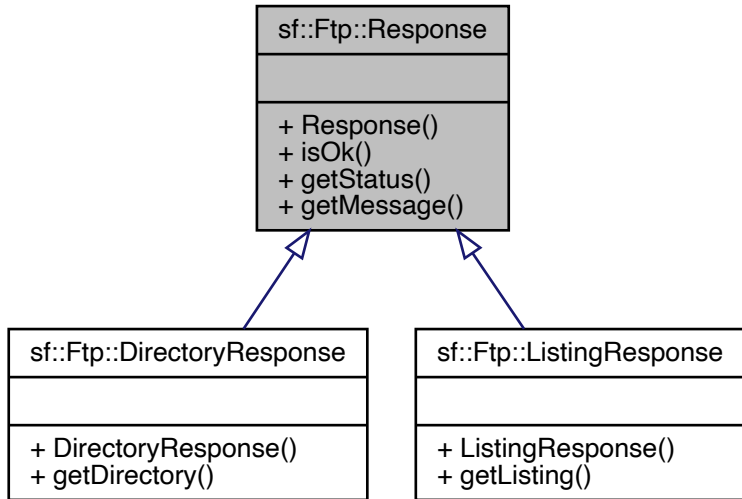 sf::Ftp::Response
+ Response()
+ isOk()
+ getStatus()
+ getMessage()
sf::Ftp::DirectoryResponse
+ DirectoryResponse()
+ getDirectory()
sf::Ftp::ListingResponse
+ ListingResponse()
+ getListing()